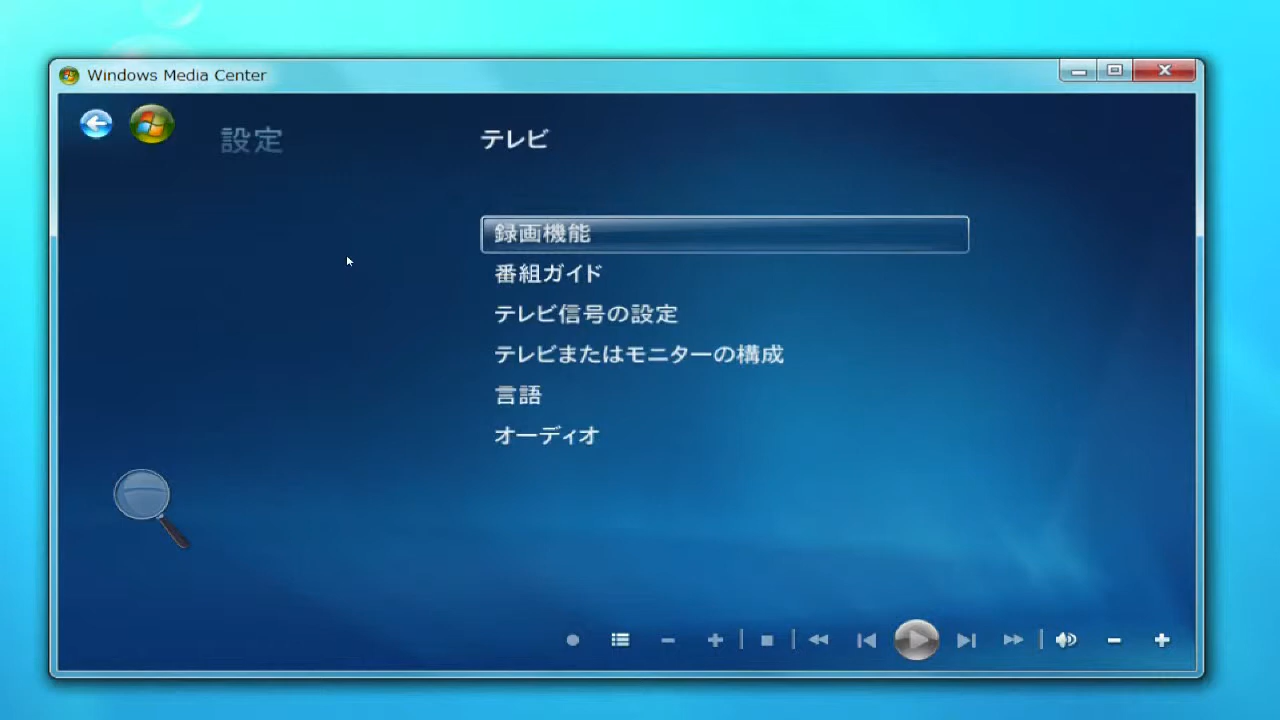 Windows Media Center
設定
テレビ
録画機能
番組ガイド
テレビ信号の設定
テレビまたはモニターの構成
言語
オーディオ